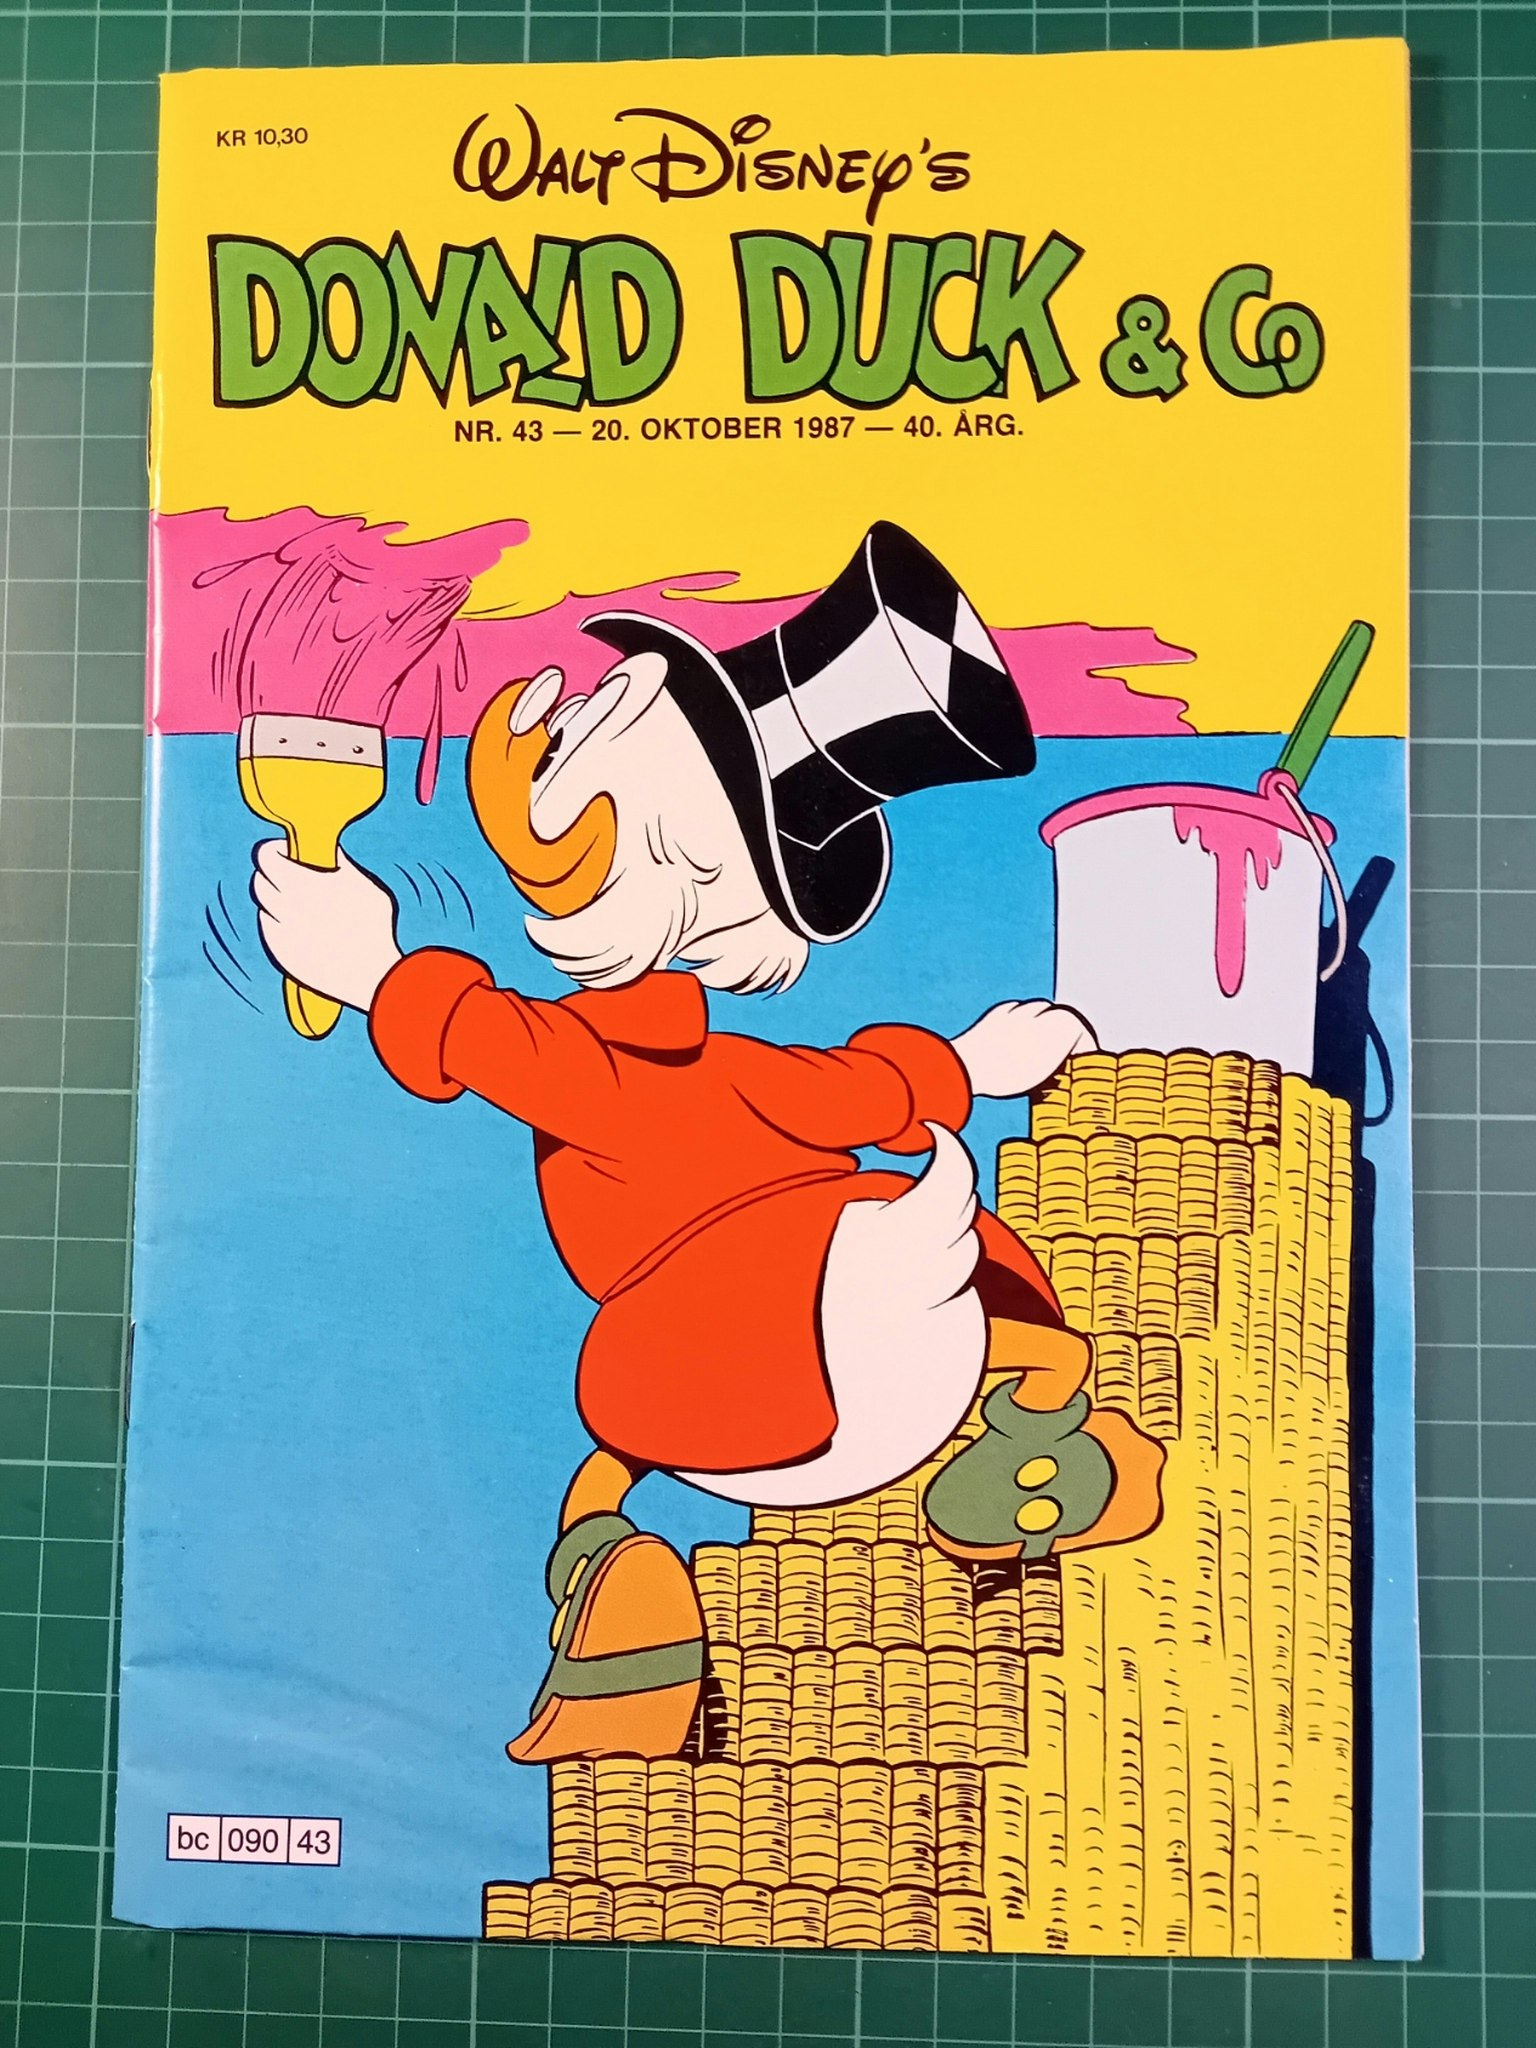 KR 10,30
WALT DISNEY'S
DONALD DUCK & CO
NR. 43 — 20. OKTOBER 1987 — 40. ÅRG.
bc 090 43